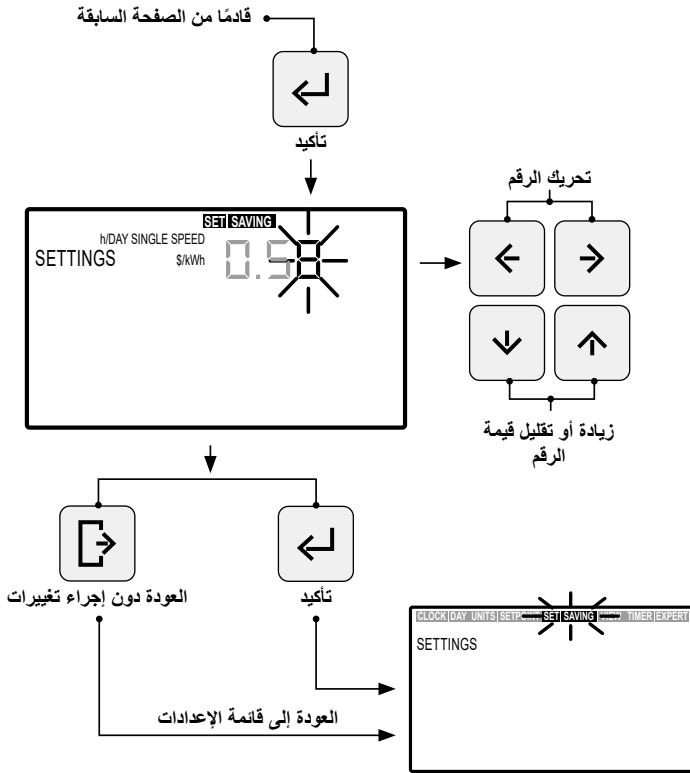 قادمًا من الصفحة السابقة
تأكيد
SET SAVING
h/DAY SINGLE SPEED
SETTINGS $/kWh 0.58
تحريك الرقم
زيادة أو تقليل قيمة
الرقم
العودة دون إجراء تغييرات
تأكيد
CLOCK DAY UNITS SET SAVING TIMER EXPERT
SETTINGS
العودة إلى قائمة الإعدادات